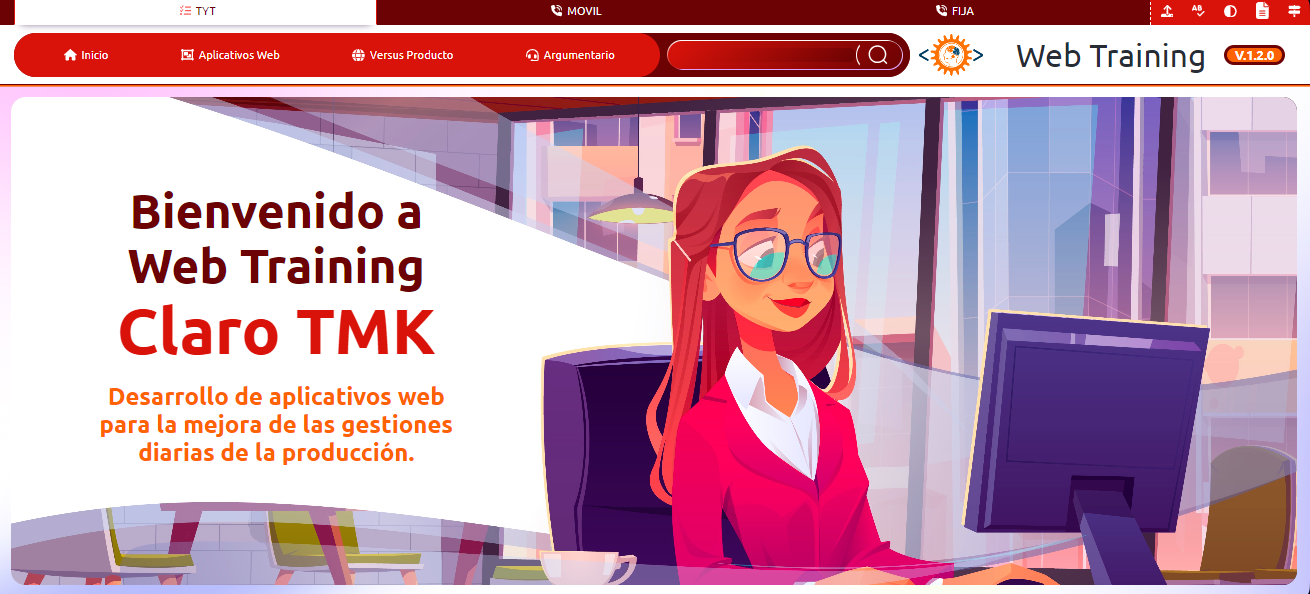 TYT
MOVIL
FIJA
AB
Inicio
Aplicativos Web
Versus Producto
Argumentario
< >
Web Training
V.1.2.0
Bienvenido a
Web Training
Claro TMK
Desarrollo de aplicativos web
para la mejora de las gestiones
diarias de la producción.